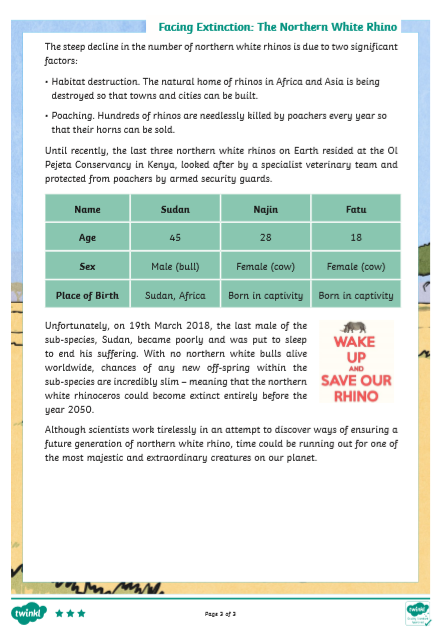 Facing Extinction: The Northern White Rhino
The steep decline in the number of northern white rhinos is due to two significant
factors:
• Habitat destruction. The natural home of rhinos in Africa and Asia is being
destroyed so that towns and cities can be built.
• Poaching. Hundreds of rhinos are needlessly killed by poachers every year so
that their horns can be sold.
Until recently, the last three northern white rhinos on Earth resided at the Ol
Pejeta Conservancy in Kenya, looked after by a specialist veterinary team and
protected from poachers by armed security guards.
Name Sudan Najin Fatu
Age 45 28 18
Sex Male (bull) Female (cow) Female (cow)
Place of Birth Sudan, Africa Born in captivity Born in captivity
Unfortunately, on 19th March 2018, the last male of the
sub-species, Sudan, became poorly and was put to sleep
to end his suffering. With no northern white bulls alive
worldwide, chances of any new off-spring within the
sub-species are incredibly slim – meaning that the northern
white rhinoceros could become extinct entirely before the
year 2050.
WAKE
UP
AND
SAVE OUR
RHINO
Although scientists work tirelessly in an attempt to discover ways of ensuring a
future generation of northern white rhino, time could be running out for one of
the most majestic and extraordinary creatures on our planet.
twinkl
Page 3 of 3
twinkl